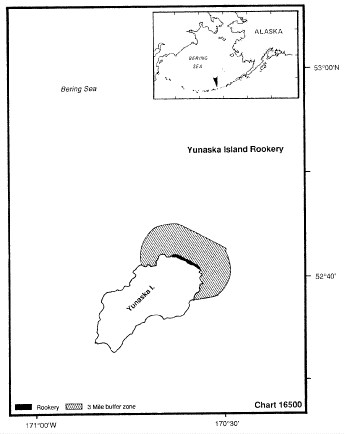 ALASKA
BERING
SEA
53°00'N
Bering Sea
Yunaska Island Rookery
52°40'
Yunaska I.
Rookery 3 Mile buffer zone Chart 16500
171°00'W 170°30'